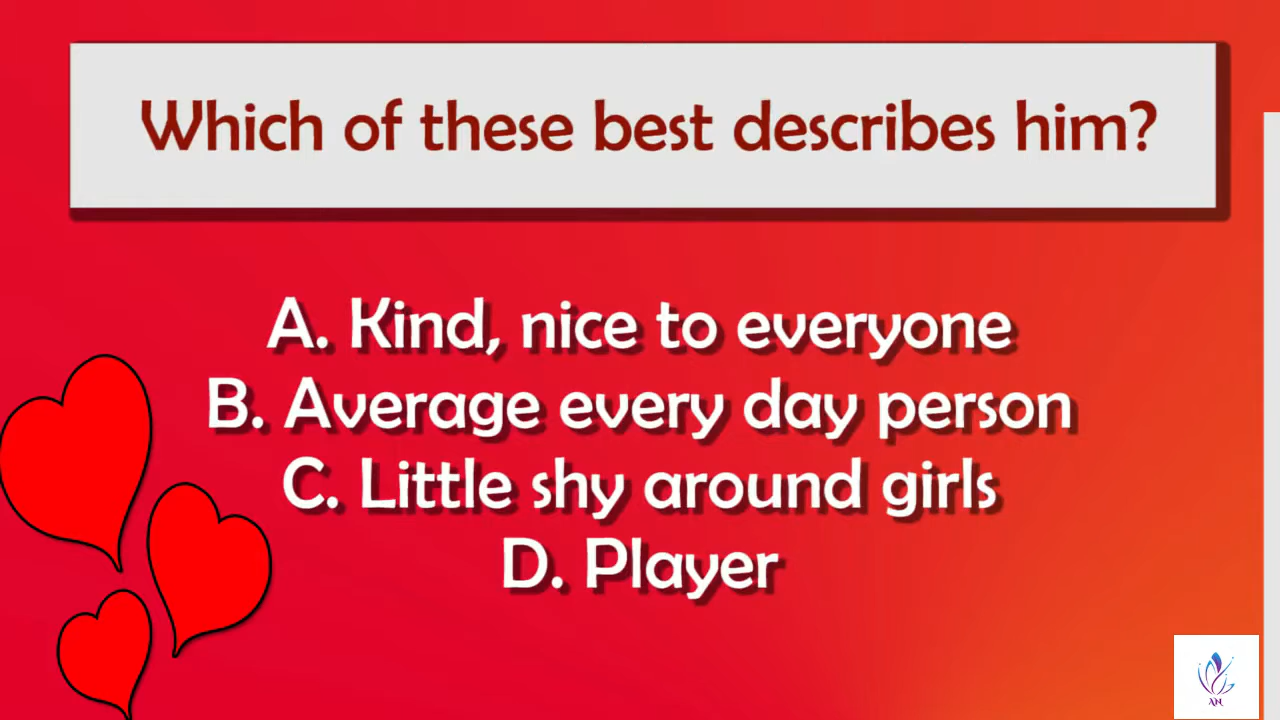 Which of these best describes him?
A. Kind, nice to everyone
B. Average every day person
C. Little shy around girls
D. Player
AN